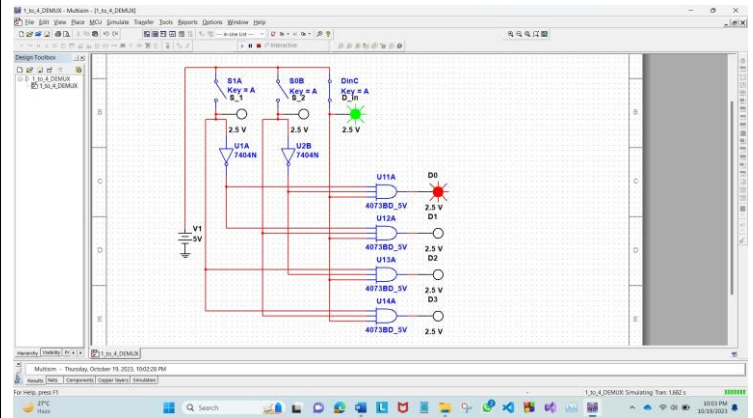 1_to_4_DEMUX - Multisim - [1_to_4_DEMUX]
File Edit View Place MCU Simulate Transfer Tools Reports Options Window Help
Interactive
Design Toolbox
1_to_4_DEMUX
1_to_4_DEMUX
S1A
Key = A
S_1
2.5 V
S0B
Key = A
S_2
2.5 V
DinC
Key = A
D_In
2.5 V
U1A
7404N
U2B
7404N
V1
5V
U11A
4073BD_5V
D0
2.5 V
U12A
4073BD_5V
D1
2.5 V
U13A
4073BD_5V
D2
2.5 V
U14A
4073BD_5V
D3
2.5 V
B
C
D
E
B
C
D
E
Hierarchy Visibility
1_to_4_DEMUX
Multisim - Thursday, October 19, 2023, 10:02:28 PM
Results Nets Components Copper layers Simulation
For Help, press F1
1_to_4_DEMUX: Simulating
27°C
Haze
Search
10:03 PM
10/19/2023